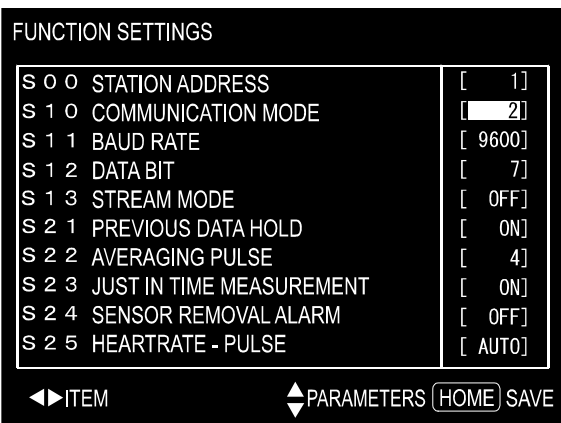 FUNCTION SETTINGS
S00 STATION ADDRESS [ 1]
S10 COMMUNICATION MODE [ 2]
S11 BAUD RATE [ 9600]
S12 DATA BIT [ 7]
S13 STREAM MODE [ OFF]
S21 PREVIOUS DATA HOLD [ ON]
S22 AVERAGING PULSE [ 4]
S23 JUST IN TIME MEASUREMENT [ ON]
S24 SENSOR REMOVAL ALARM [ OFF]
S25 HEARTRATE - PULSE [ AUTO]
◀▶ITEM ▲▼PARAMETERS HOME SAVE